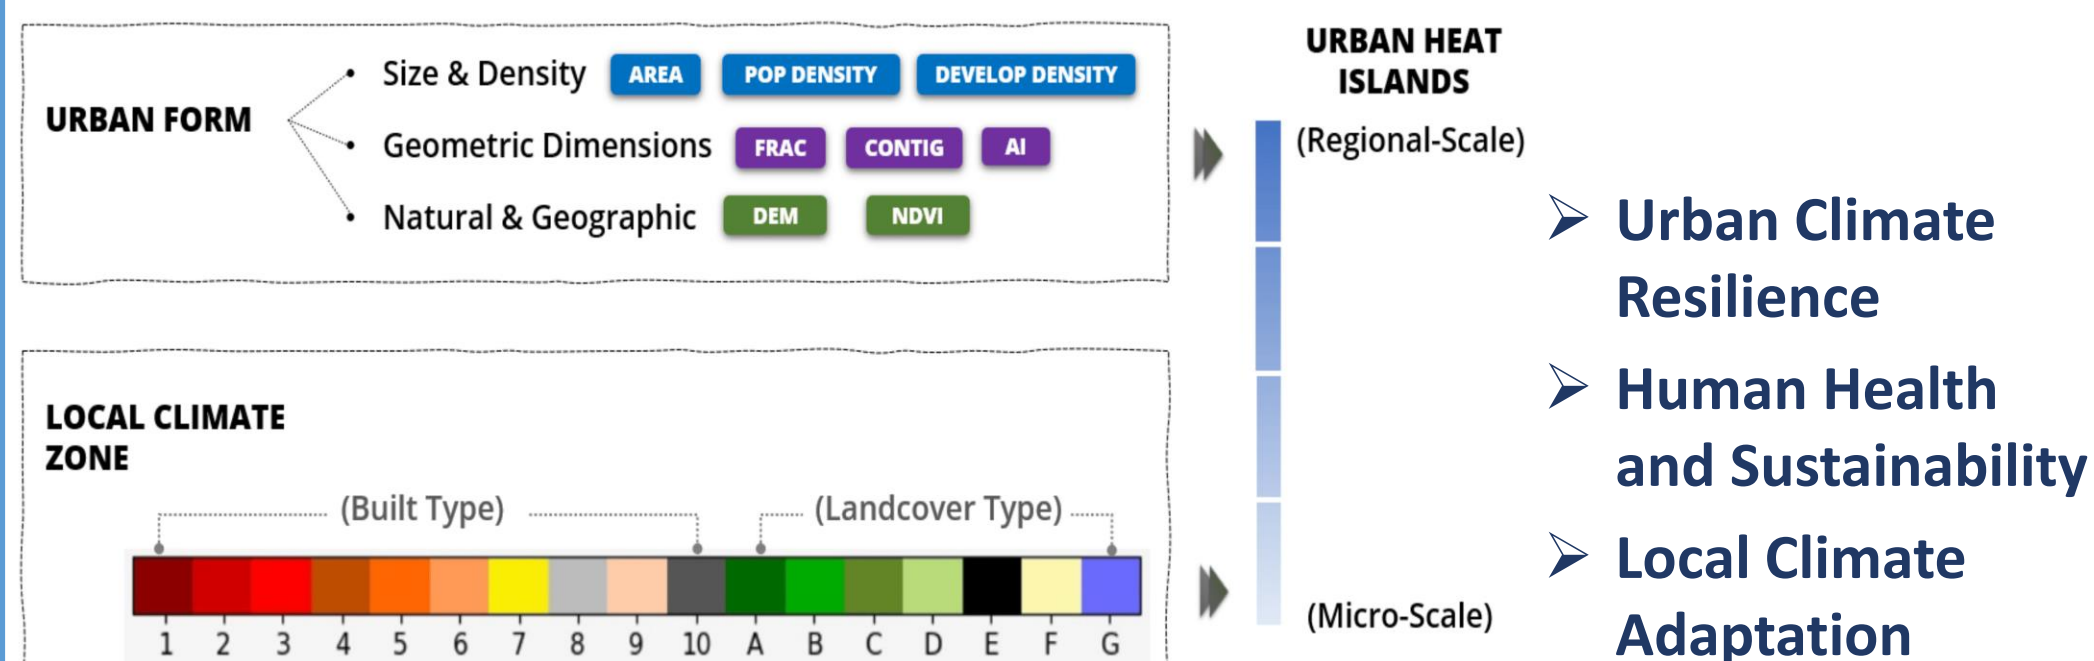 URBAN FORM
• Size & Density AREA POP DENSITY DEVELOP DENSITY
• Geometric Dimensions FRAC CONTIG AI
• Natural & Geographic DEM NDVI
LOCAL CLIMATE
ZONE
(Built Type) (Landcover Type)
1 2 3 4 5 6 7 8 9 10 A B C D E F G
URBAN HEAT
ISLANDS
(Regional-Scale)
(Micro-Scale)
➢ Urban Climate
Resilience
➢ Human Health
and Sustainability
➢ Local Climate
Adaptation